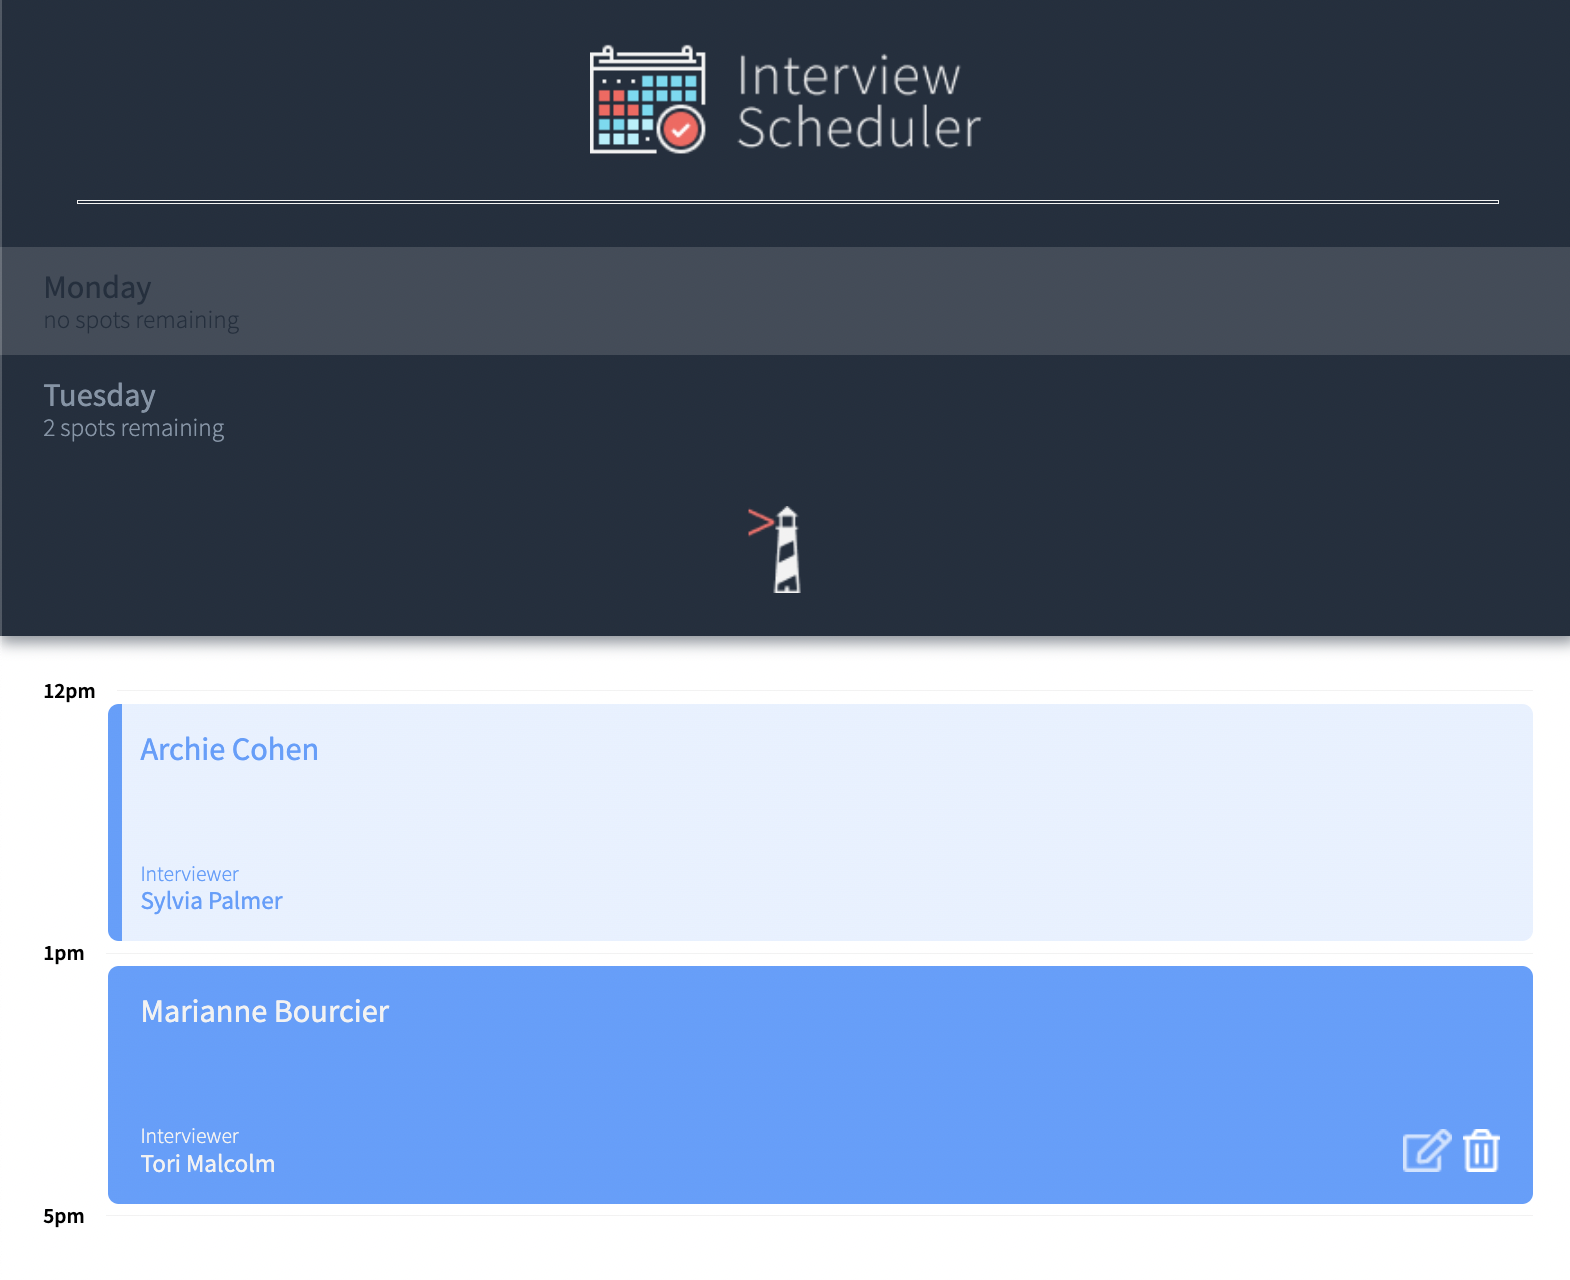 Interview
Scheduler
Monday
no spots remaining
Tuesday
2 spots remaining
>
12pm
Archie Cohen
Interviewer
Sylvia Palmer
1pm
Marianne Bourcier
Interviewer
Tori Malcolm
5pm